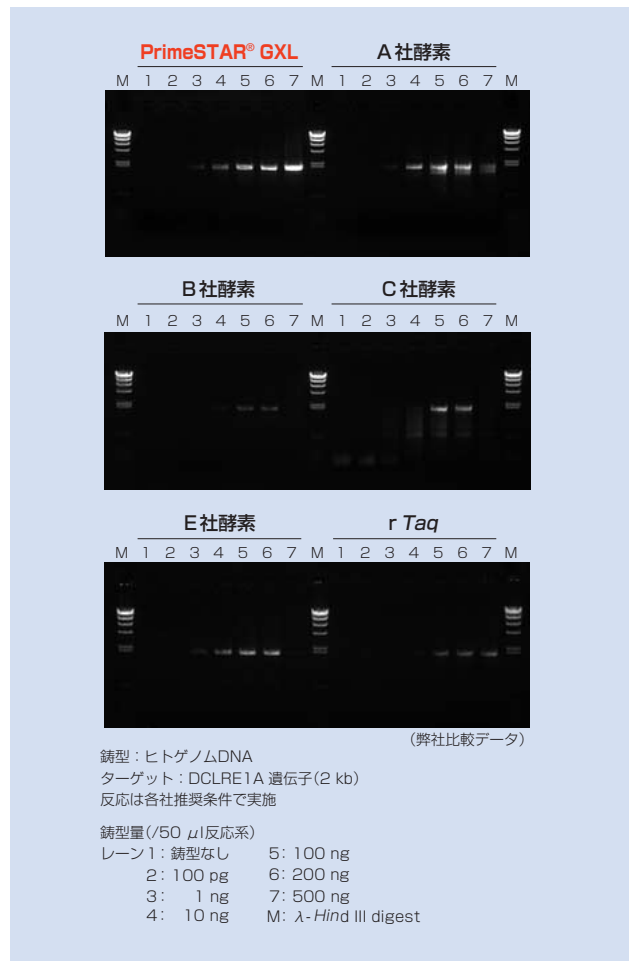 PrimeSTAR® GXL A社酵素
M 1 2 3 4 5 6 7 M 1 2 3 4 5 6 7 M
B社酵素 C社酵素
M 1 2 3 4 5 6 7 M 1 2 3 4 5 6 7 M
E社酵素 r Taq
M 1 2 3 4 5 6 7 M 1 2 3 4 5 6 7 M
(弊社比較データ)
鋳型:ヒトゲノムDNA
ターゲット:DCLRE1A 遺伝子(2 kb)
反応は各社推奨条件で実施
鋳型量(/50 μl反応系)
レーン1:鋳型なし 5:100 ng
2:100 pg 6:200 ng
3: 1 ng 7:500 ng
4: 10 ng M: λ-Hind III digest